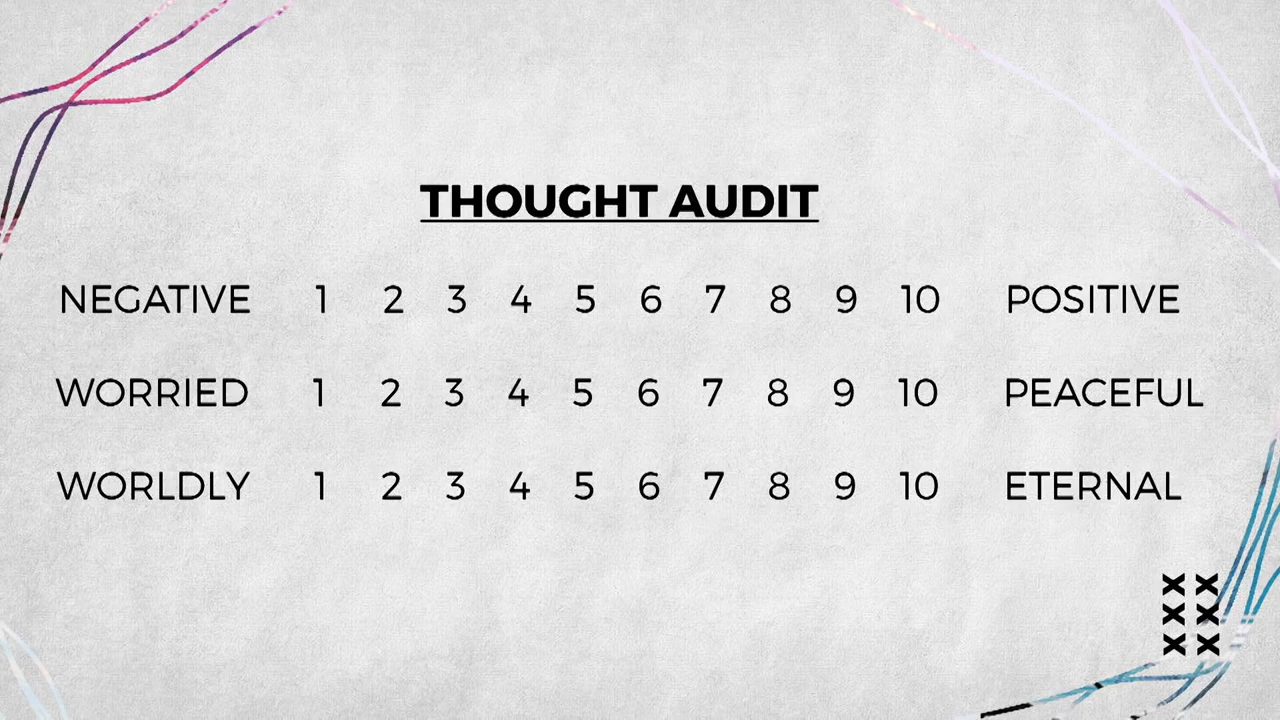 THOUGHT AUDIT
NEGATIVE 1 2 3 4 5 6 7 8 9 10 POSITIVE
WORRIED 1 2 3 4 5 6 7 8 9 10 PEACEFUL
WORLDLY 1 2 3 4 5 6 7 8 9 10 ETERNAL